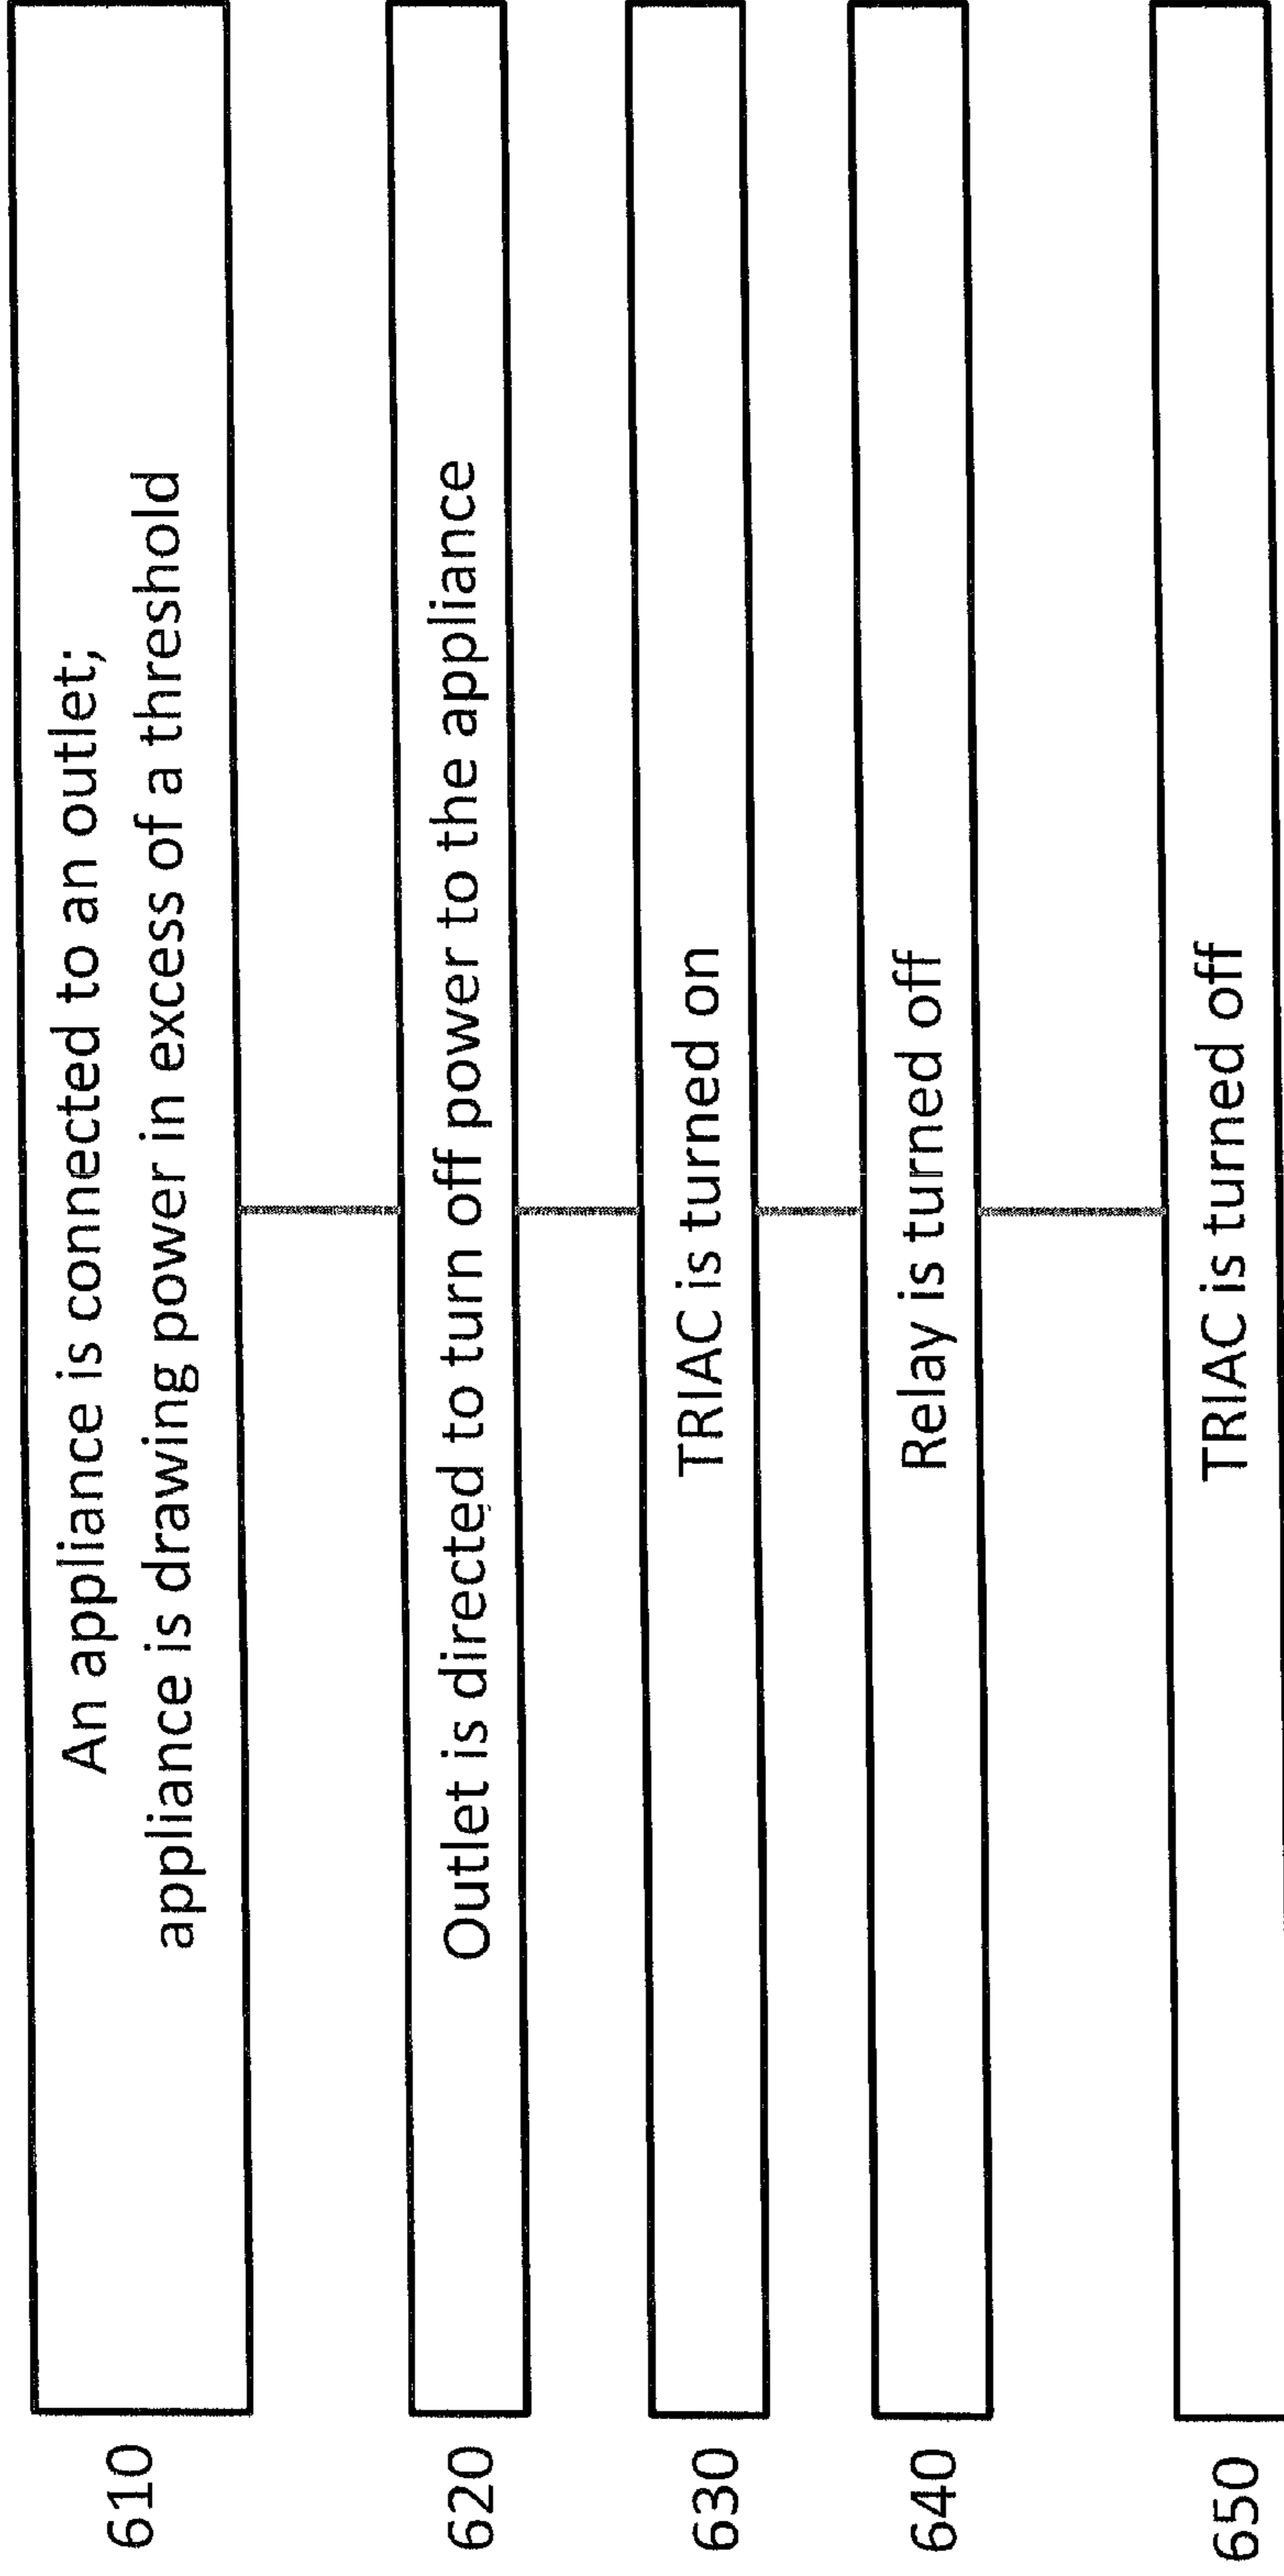 610
An appliance is connected to an outlet;
appliance is drawing power in excess of a threshold
620
Outlet is directed to turn off power to the appliance
630
TRIAC is turned on
640
Relay is turned off
650
TRIAC is turned off